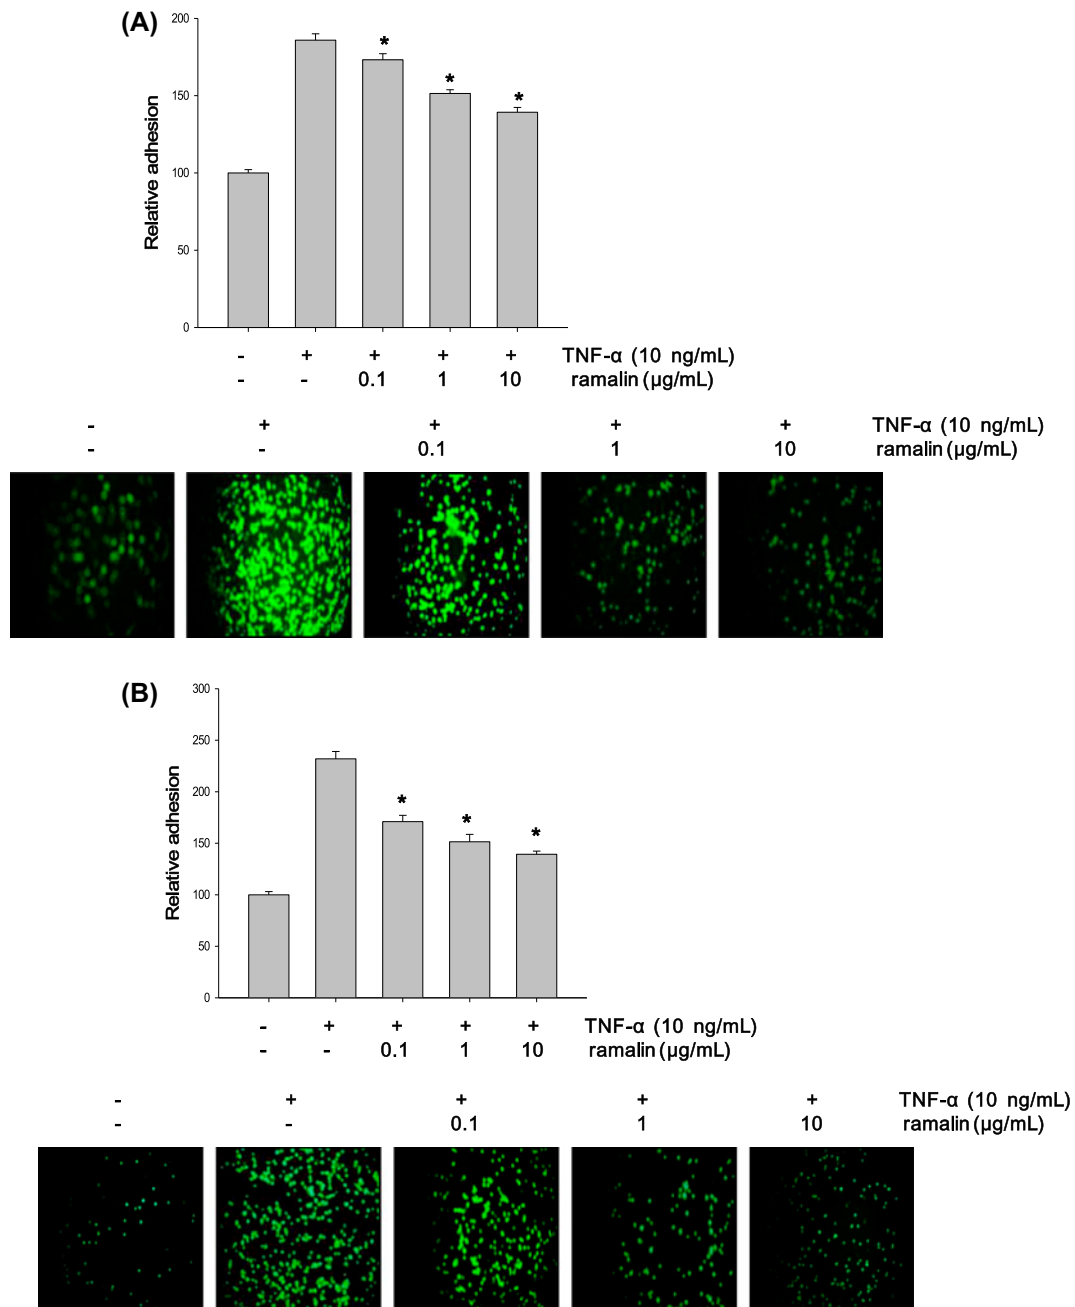 (A)
200
150
100
50
0
Relative adhesion
*
*
*
- + + + + TNF-α (10 ng/mL)
- - 0.1 1 10 ramalin (µg/mL)
- + + + + TNF-α (10 ng/mL)
- - 0.1 1 10 ramalin (µg/mL)
(B)
300
250
200
150
100
50
0
Relative adhesion
*
*
*
- + + + + TNF-α (10 ng/mL)
- - 0.1 1 10 ramalin (µg/mL)
- + + + + TNF-α (10 ng/mL)
- - 0.1 1 10 ramalin (µg/mL)